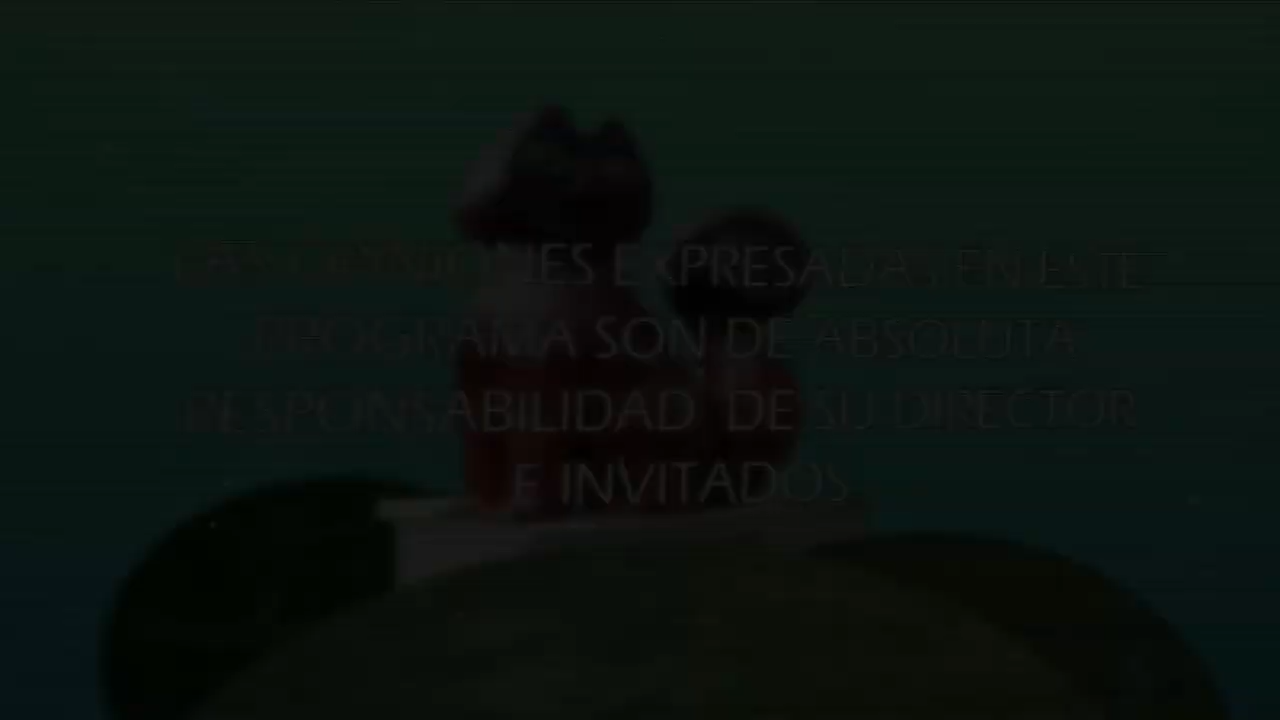 LAS OPINIONES EXPRESADAS EN ESTE
PROGRAMA SON DE ABSOLUTA
RESPONSABILIDAD DE SU DIRECTOR
E INVITADOS